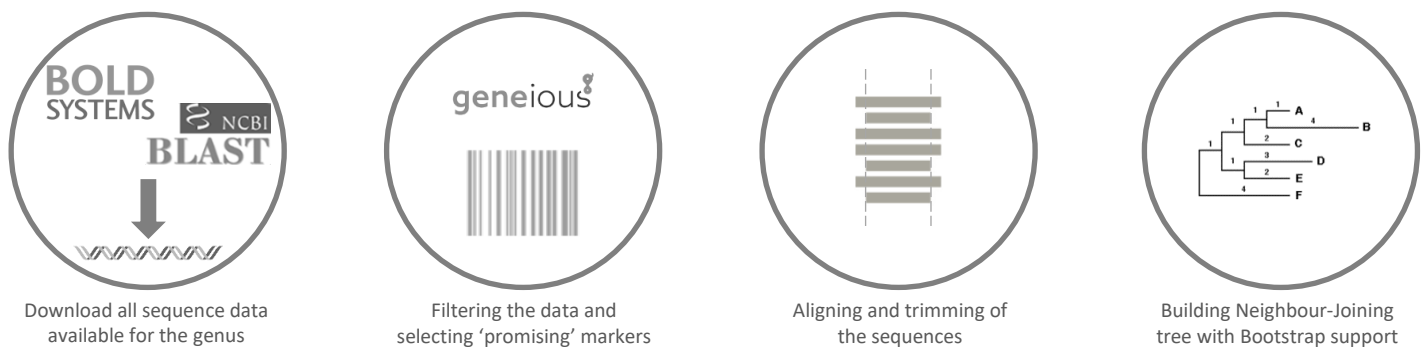 BOLD
SYSTEMS
NCBI
BLAST
Download all sequence data
available for the genus
geneious
Filtering the data and
selecting ‘promising’ markers
Aligning and trimming of
the sequences
1
A
1
4
B
1
2
C
1
3
D
1
2
E
4
F
Building Neighbour-Joining
tree with Bootstrap support